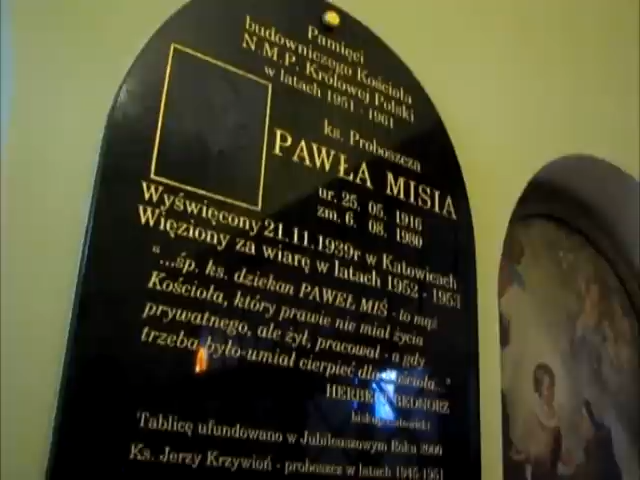 Pamięci
budowniczego Kościoła
N.M.P. Królowej Polski
w latach 1951 - 1961
ks. Proboszcza
PAWŁA MISIA
ur. 25. 05. 1916
zm. 6. 08. 1980
Wyświęcony 21.11.1939r w Katowicach
Więziony za wiarę w latach 1952 - 1953
"...śp. ks. dziekan PAWEŁ MIŚ - to mąż
Kościoła, który prawie nie miał życia
prywatnego, ale żył, pracował - a gdy
trzeba było-umiał cierpieć dla Kościoła..."
HERBERT BEDNORZ
Tablicę ufundowano w Jubileuszowym Roku 2000
Ks. Jerzy Krzywoń - proboszcz w latach